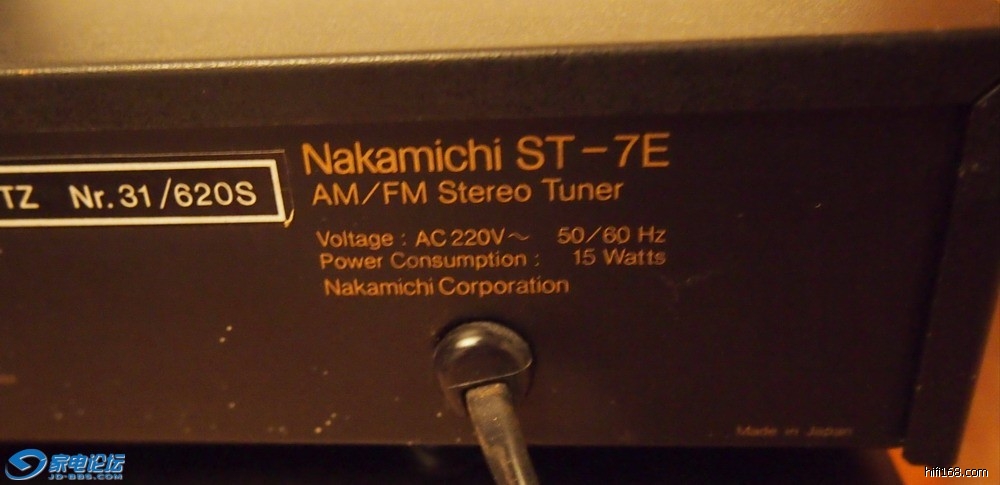 Nakamichi ST-7E
TZ Nr.31/620S
AM/FM Stereo Tuner
Voltage : AC 220V～ 50/60 Hz
Power Consumption : 15 Watts
Nakamichi Corporation
Made in Japan
家电论坛
JD-BBS.COM
hifi168.com